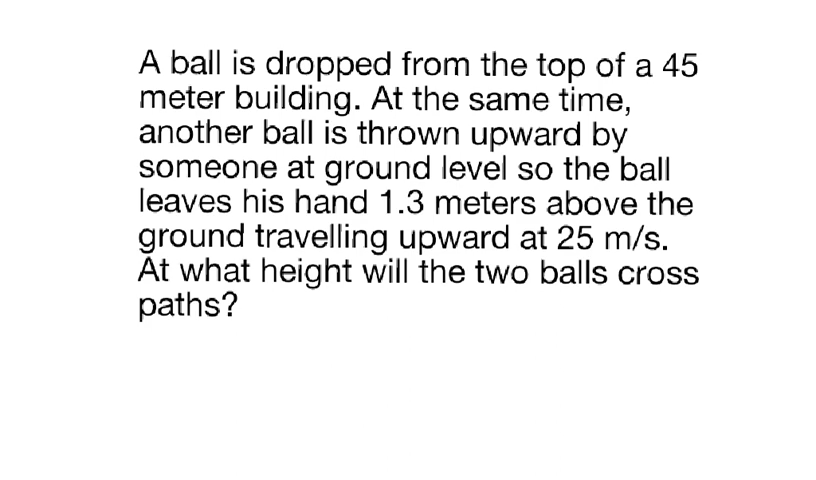 A ball is dropped from the top of a 45
meter building. At the same time,
another ball is thrown upward by
someone at ground level so the ball
leaves his hand 1.3 meters above the
ground travelling upward at 25 m/s.
At what height will the two balls cross
paths?